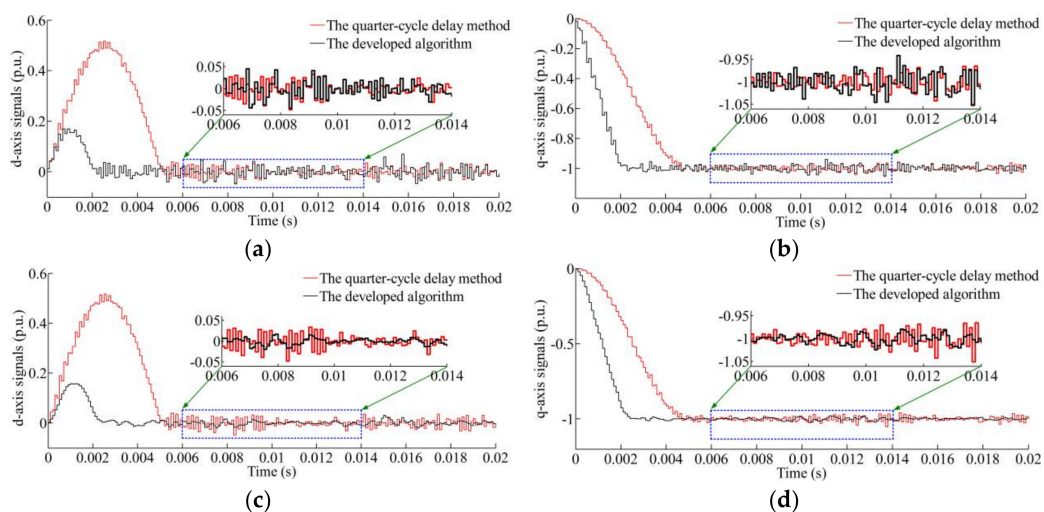 0.6
0.4
0.2
0
d-axis signals (p.u.)
The quarter-cycle delay method
The developed algorithm
0.05
0
-0.05
0.006 0.008 0.01 0.012 0.014
0 0.002 0.004 0.006 0.008 0.01 0.012 0.014 0.016 0.018 0.02
Time (s)
(a)
0
-0.2
-0.4
-0.6
-0.8
-1
q-axis signals (p.u.)
The quarter-cycle delay method
The developed algorithm
-0.95
-1
-1.05
0.006 0.008 0.01 0.012 0.014
0 0.002 0.004 0.006 0.008 0.01 0.012 0.014 0.016 0.018 0.02
Time (s)
(b)
0.6
0.4
0.2
0
d-axis signals (p.u.)
The quarter-cycle delay method
The developed algorithm
0.05
0
-0.05
0.006 0.008 0.01 0.012 0.014
0 0.002 0.004 0.006 0.008 0.01 0.012 0.014 0.016 0.018 0.02
Time (s)
(c)
0
-0.5
-1
q-axis signals (p.u.)
The quarter-cycle delay method
The developed algorithm
-0.95
-1
-1.05
0.006 0.008 0.01 0.012 0.014
0 0.002 0.004 0.006 0.008 0.01 0.012 0.014 0.016 0.018 0.02
Time (s)
(d)